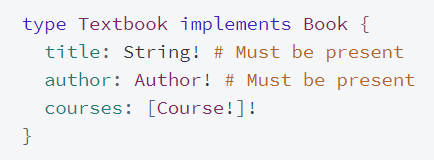 type Textbook implements Book {
  title: String! # Must be present
  author: Author! # Must be present
  courses: [Course!]!
}